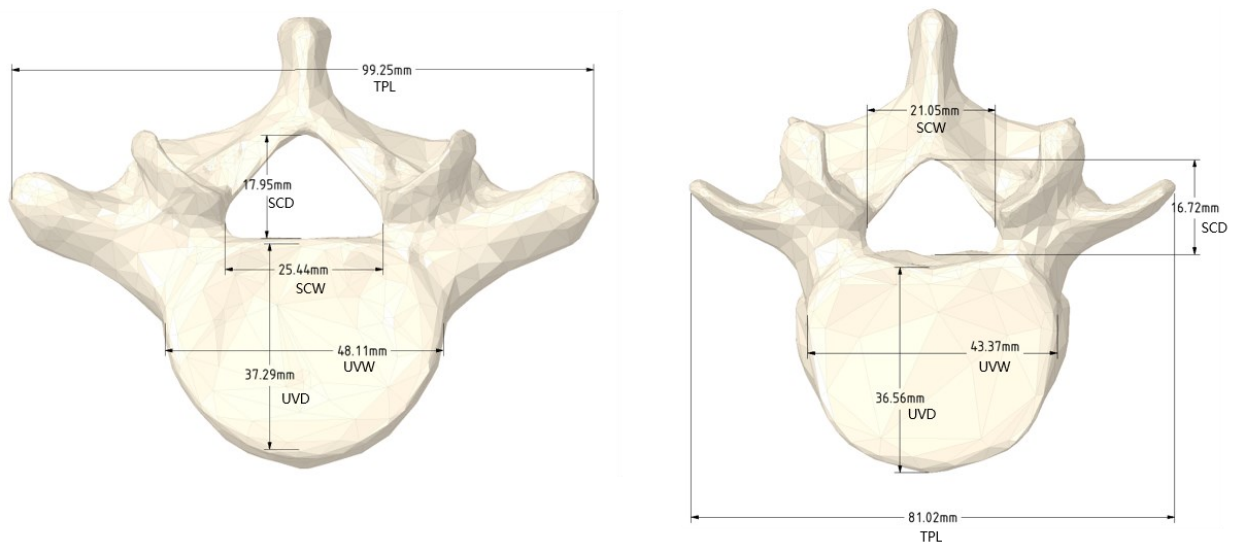 99.25mm
TPL
17.95mm
SCD
25.44mm
SCW
48.11mm
UVW
37.29mm
UVD
21.05mm
SCW
16.72mm
SCD
43.37mm
UVW
36.56mm
UVD
81.02mm
TPL